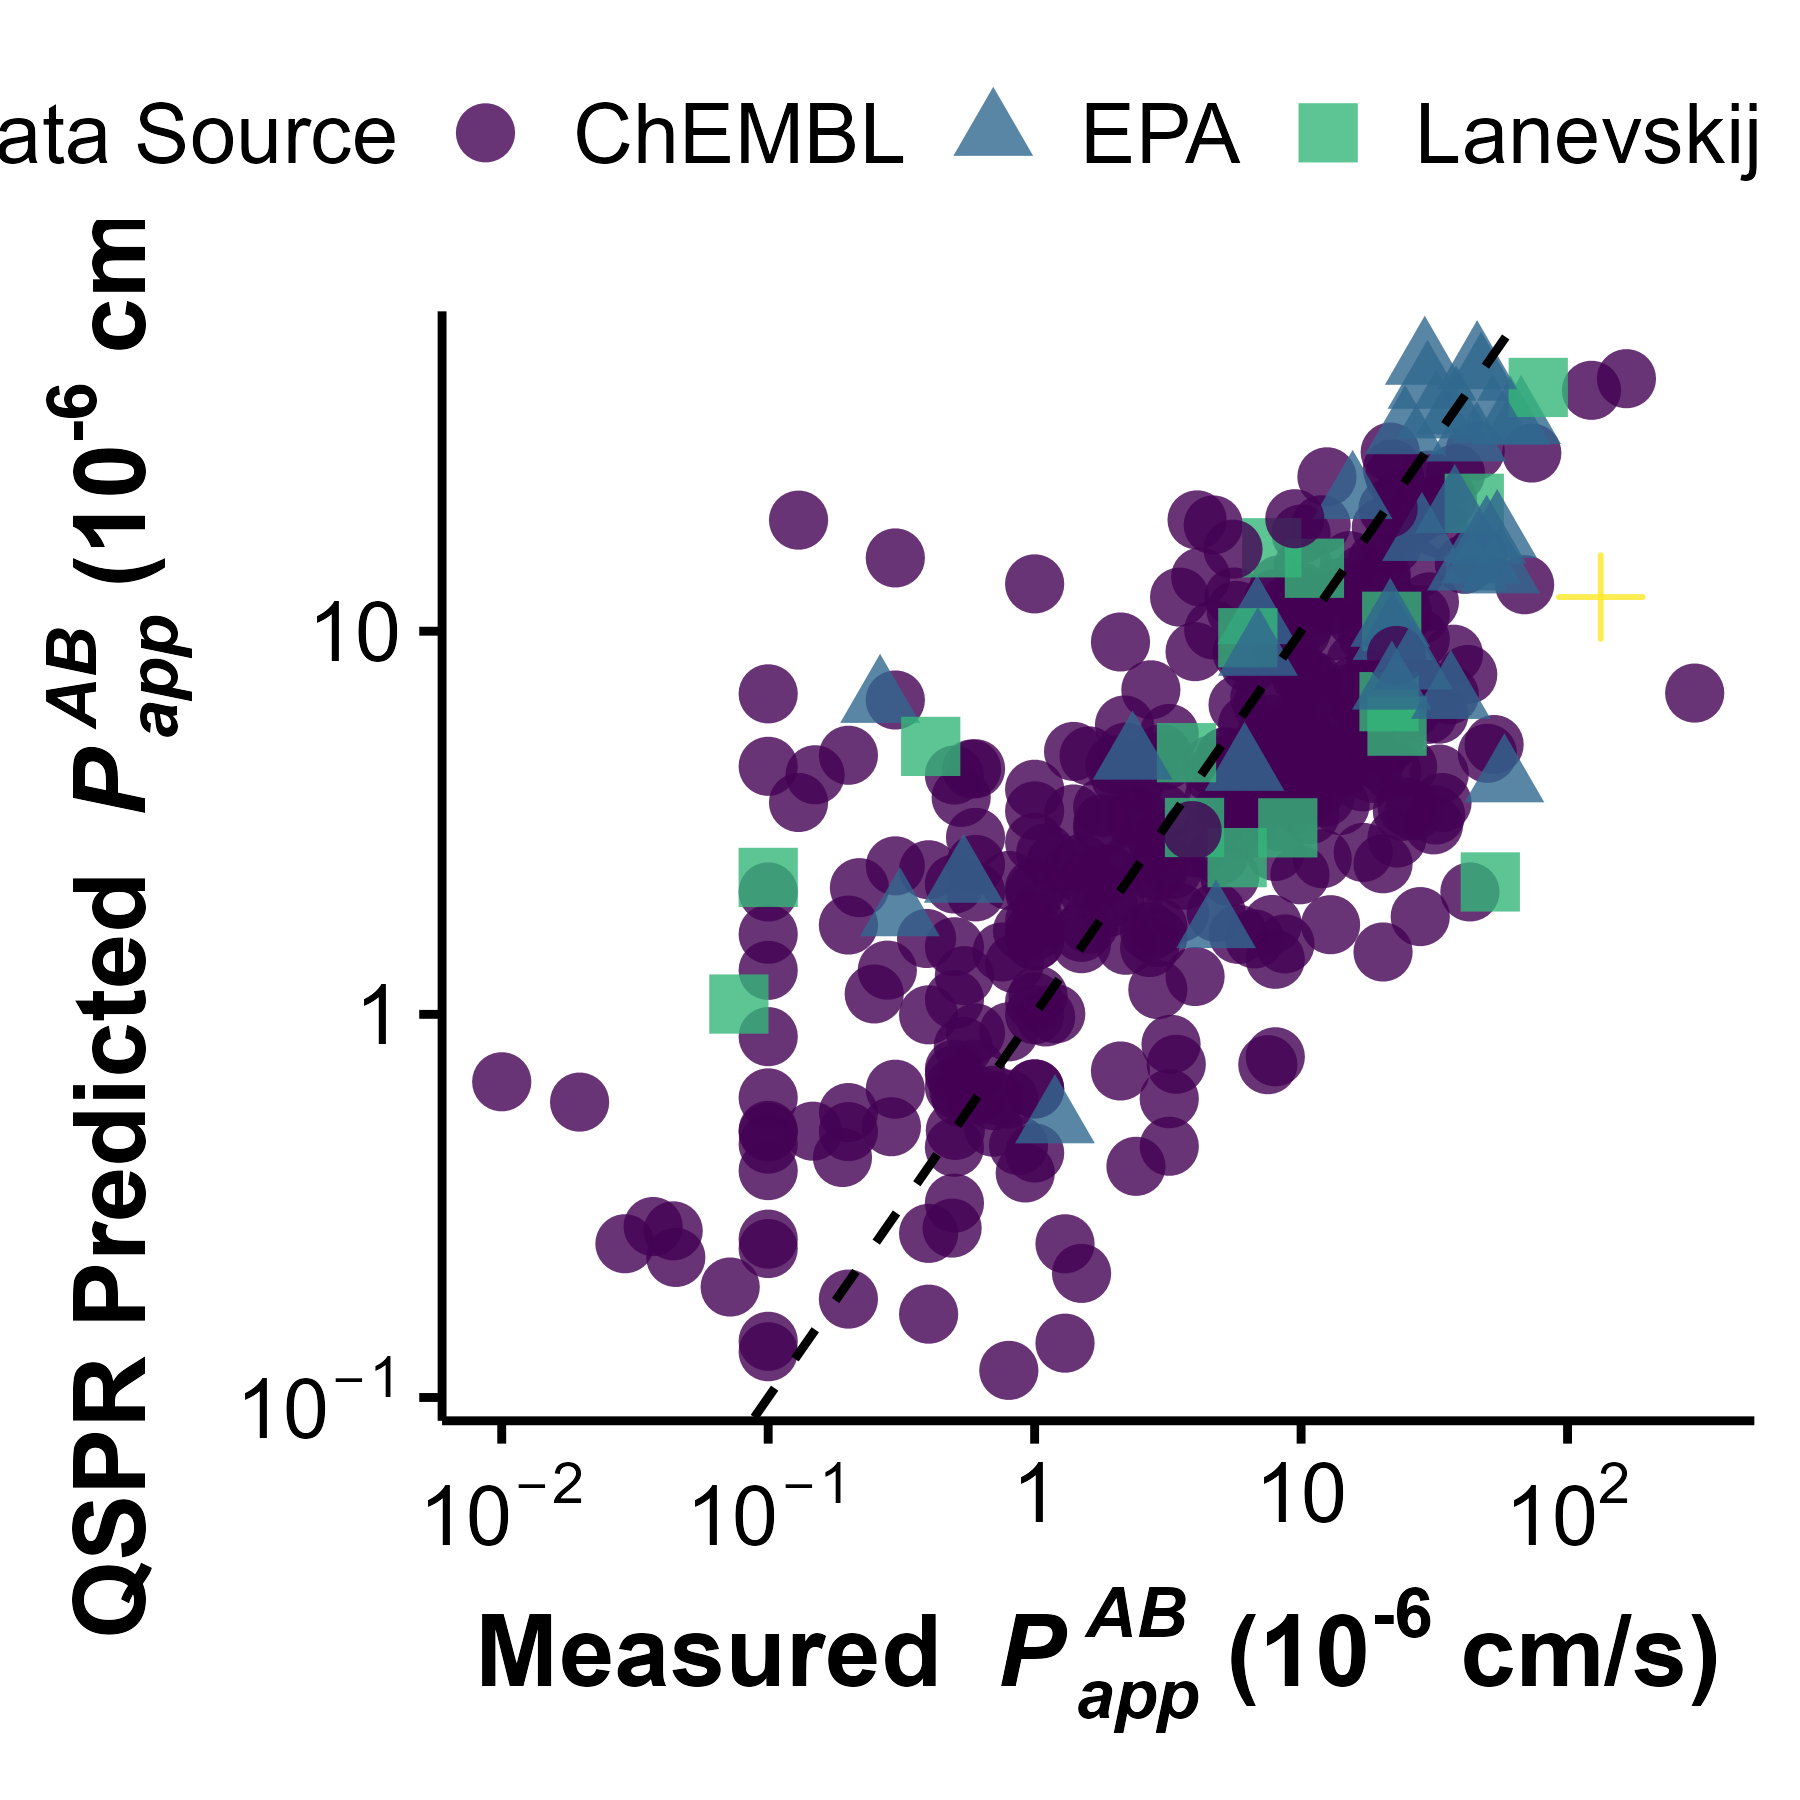 ata Source ChEMBL EPA Lanevskij
QSPR Predicted P^AB_app (10^-6 cm
10
1
10^−1
10^−2 10^−1 1 10 10^2
Measured P^AB_app (10^-6 cm/s)